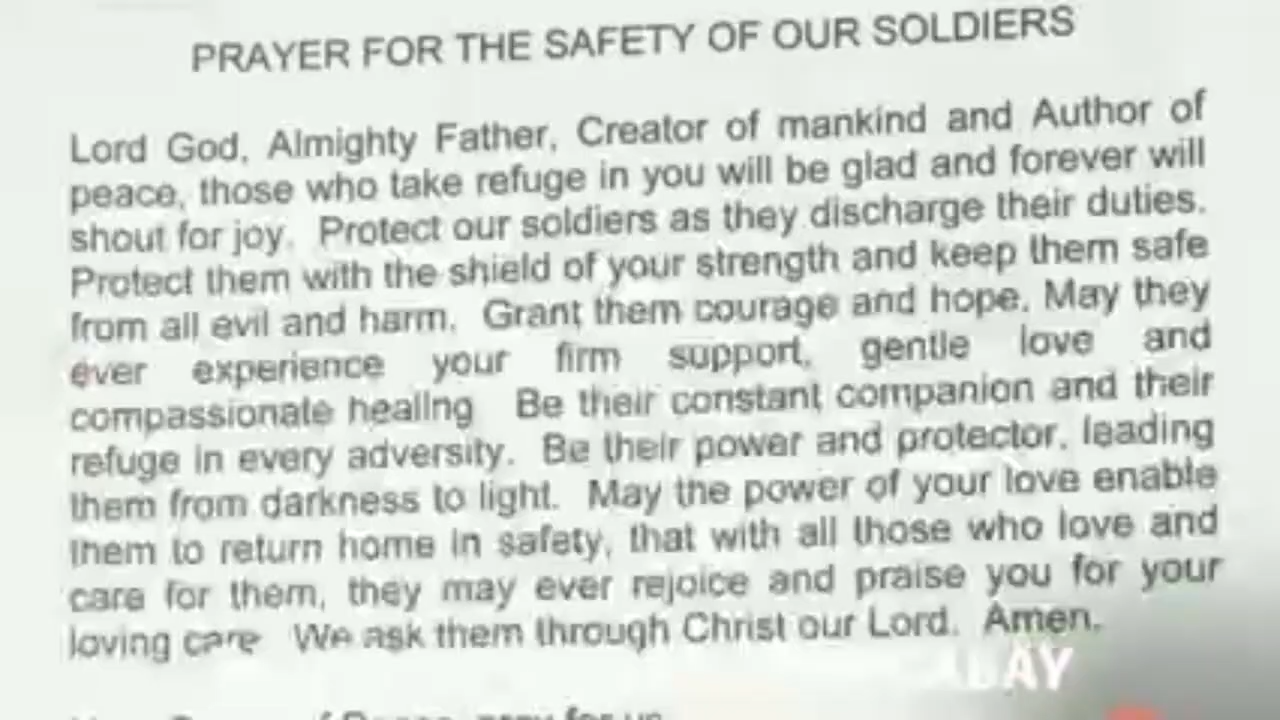 PRAYER FOR THE SAFETY OF OUR SOLDIERS
Lord God, Almighty Father, Creator of mankind and Author of
peace, those who take refuge in you will be glad and forever will
shout for joy. Protect our soldiers as they discharge their duties.
Protect them with the shield of your strength and keep them safe
from all evil and harm. Grant them courage and hope. May they
ever experience your firm support, gentle love and
compassionate healing Be their constant companion and their
refuge in every adversity. Be their power and protector, leading
them from darkness to light. May the power of your love enable
them to return home in safety, that with all those who love and
care for them, they may ever rejoice and praise you for your
loving care We ask them through Christ our Lord. Amen.
ALBAY
of Peace, pray for us